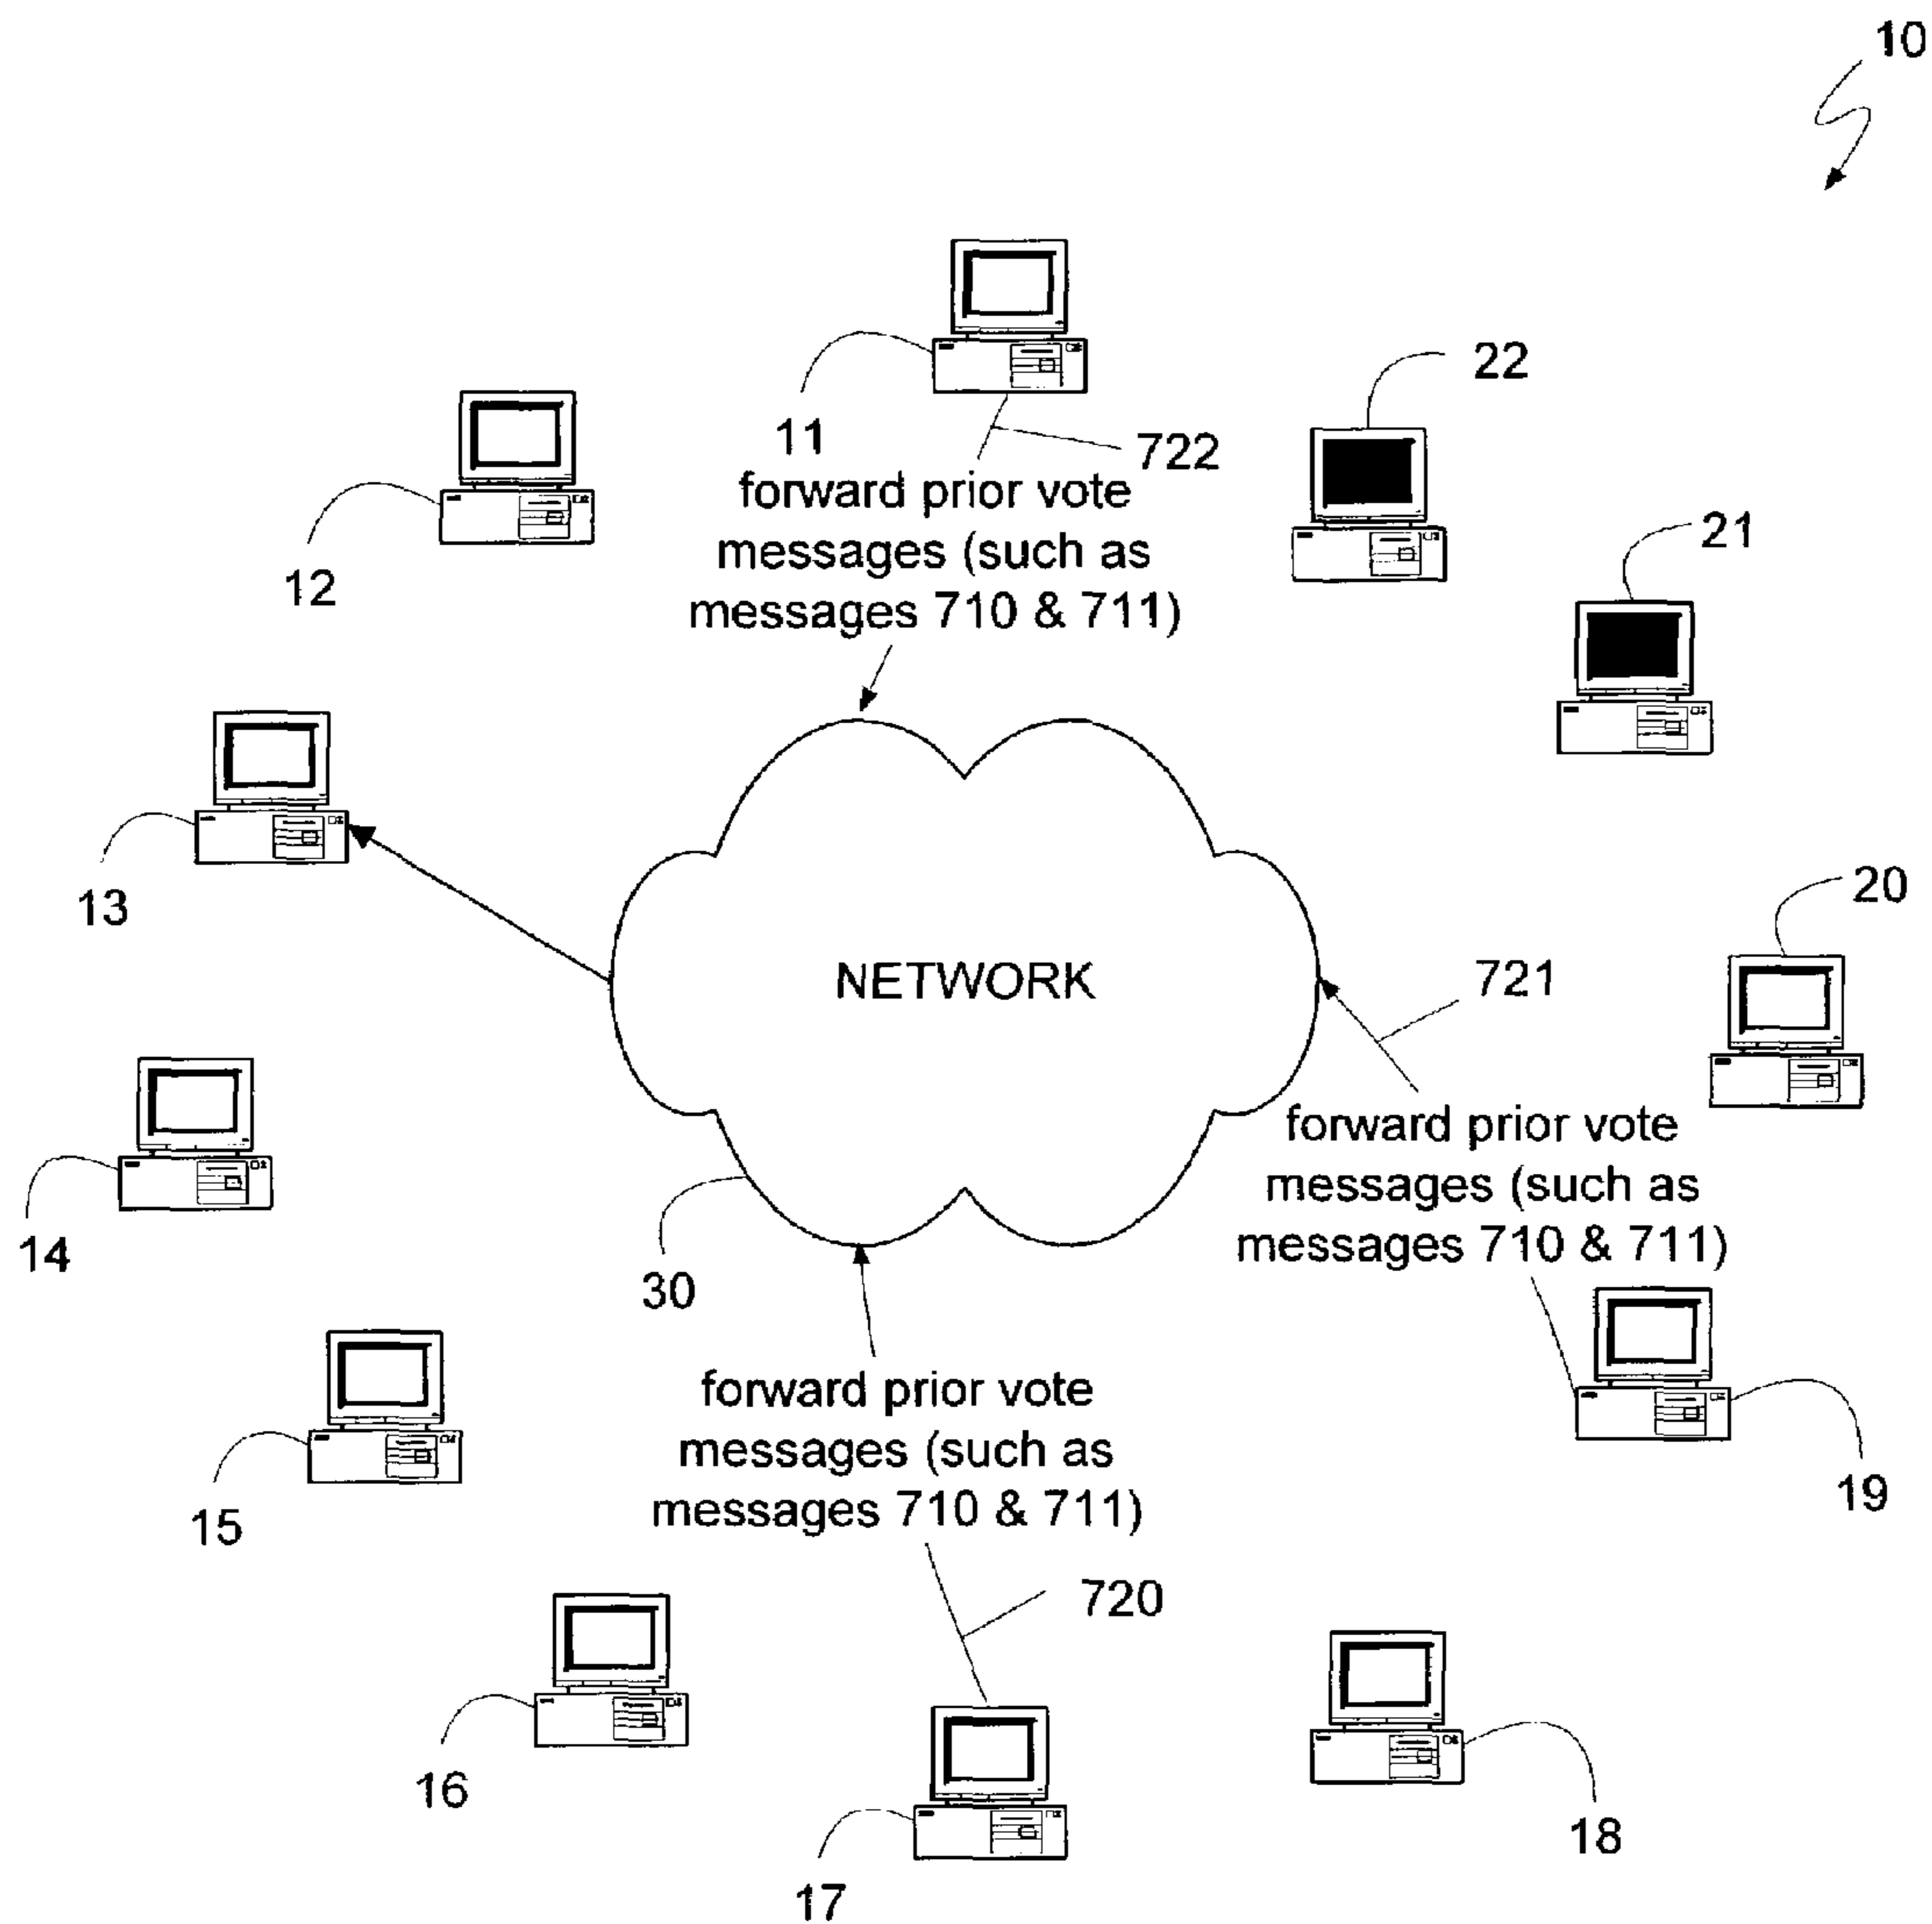 10
22
11
722
forward prior vote
messages (such as
messages 710 & 711)
21
12
13
20
NETWORK
721
forward prior vote
messages (such as
messages 710 & 711)
14
30
forward prior vote
messages (such as
messages 710 & 711)
19
15
720
16
18
17